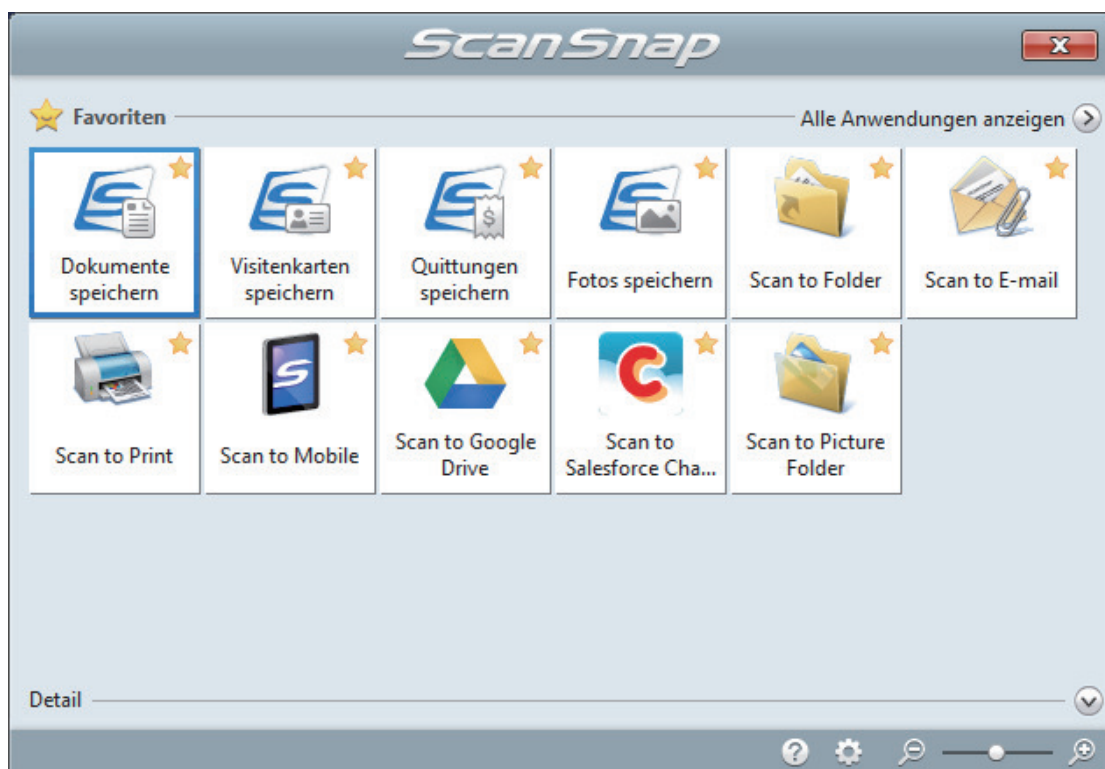 ScanSnap
Favoriten
Alle Anwendungen anzeigen
Dokumente
speichern
Visitenkarten
speichern
Quittungen
speichern
Fotos speichern
Scan to Folder
Scan to E-mail
Scan to Print
Scan to Mobile
Scan to Google
Drive
Scan to
Salesforce Cha...
Scan to Picture
Folder
Detail